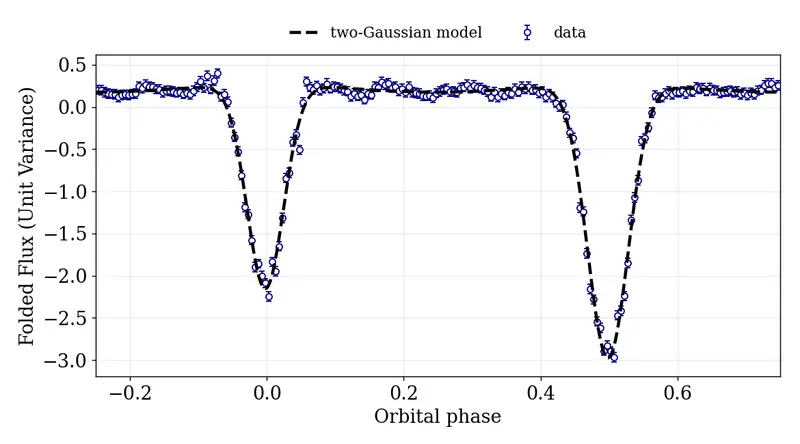 two-Gaussian model data
Folded Flux (Unit Variance)
0.5
0.0
−0.5
−1.0
−1.5
−2.0
−2.5
−3.0
−0.2 0.0 0.2 0.4 0.6
Orbital phase